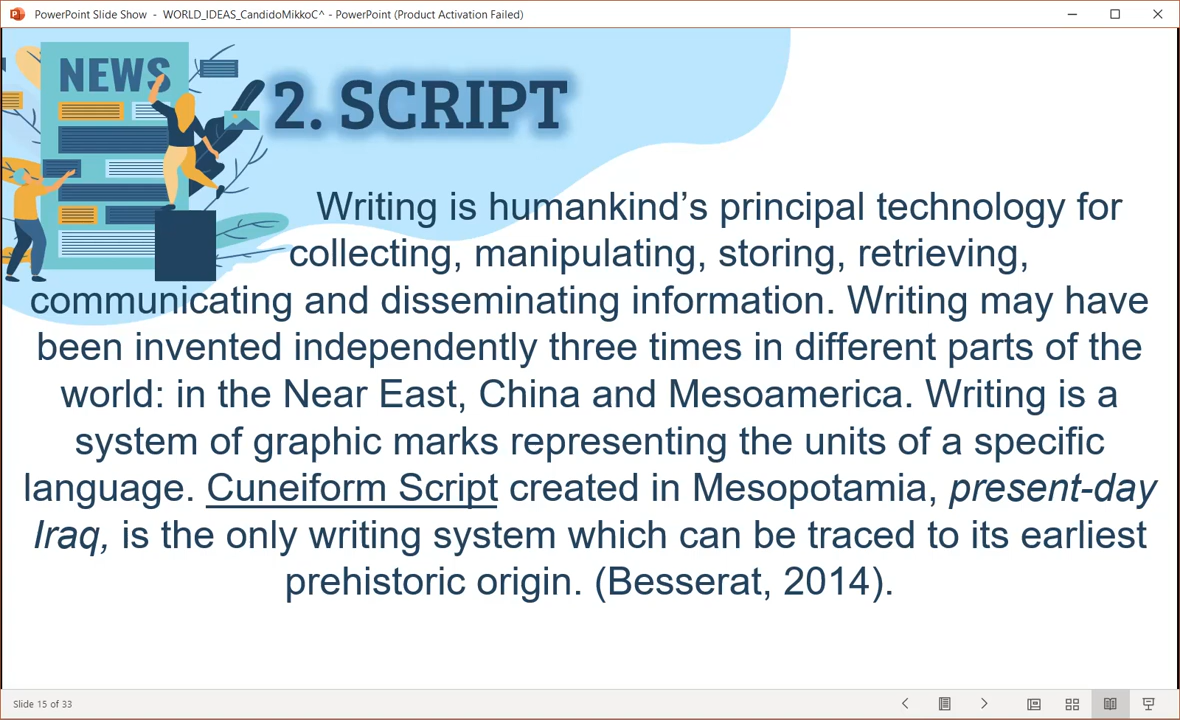 PowerPoint Slide Show - WORLD_IDEAS_CandidoMikkoC^ - PowerPoint (Product Activation Failed)
NEWS
2. SCRIPT
Writing is humankind’s principal technology for
collecting, manipulating, storing, retrieving,
communicating and disseminating information. Writing may have
been invented independently three times in different parts of the
world: in the Near East, China and Mesoamerica. Writing is a
system of graphic marks representing the units of a specific
language. Cuneiform Script created in Mesopotamia, present-day
Iraq, is the only writing system which can be traced to its earliest
prehistoric origin. (Besserat, 2014).
Slide 15 of 33